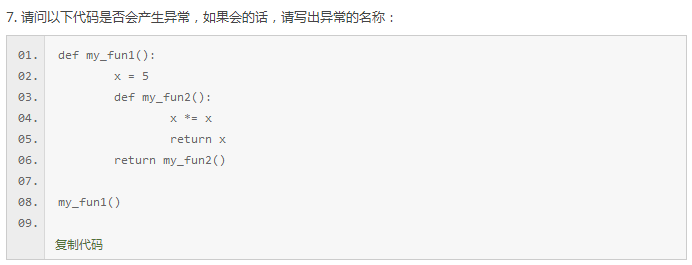 7. 请问以下代码是否会产生异常，如果会的话，请写出异常的名称：
01. def my_fun1():
02.         x = 5
03.         def my_fun2():
04.                 x *= x
05.                 return x
06.         return my_fun2()
07.
08. my_fun1()
09.
复制代码